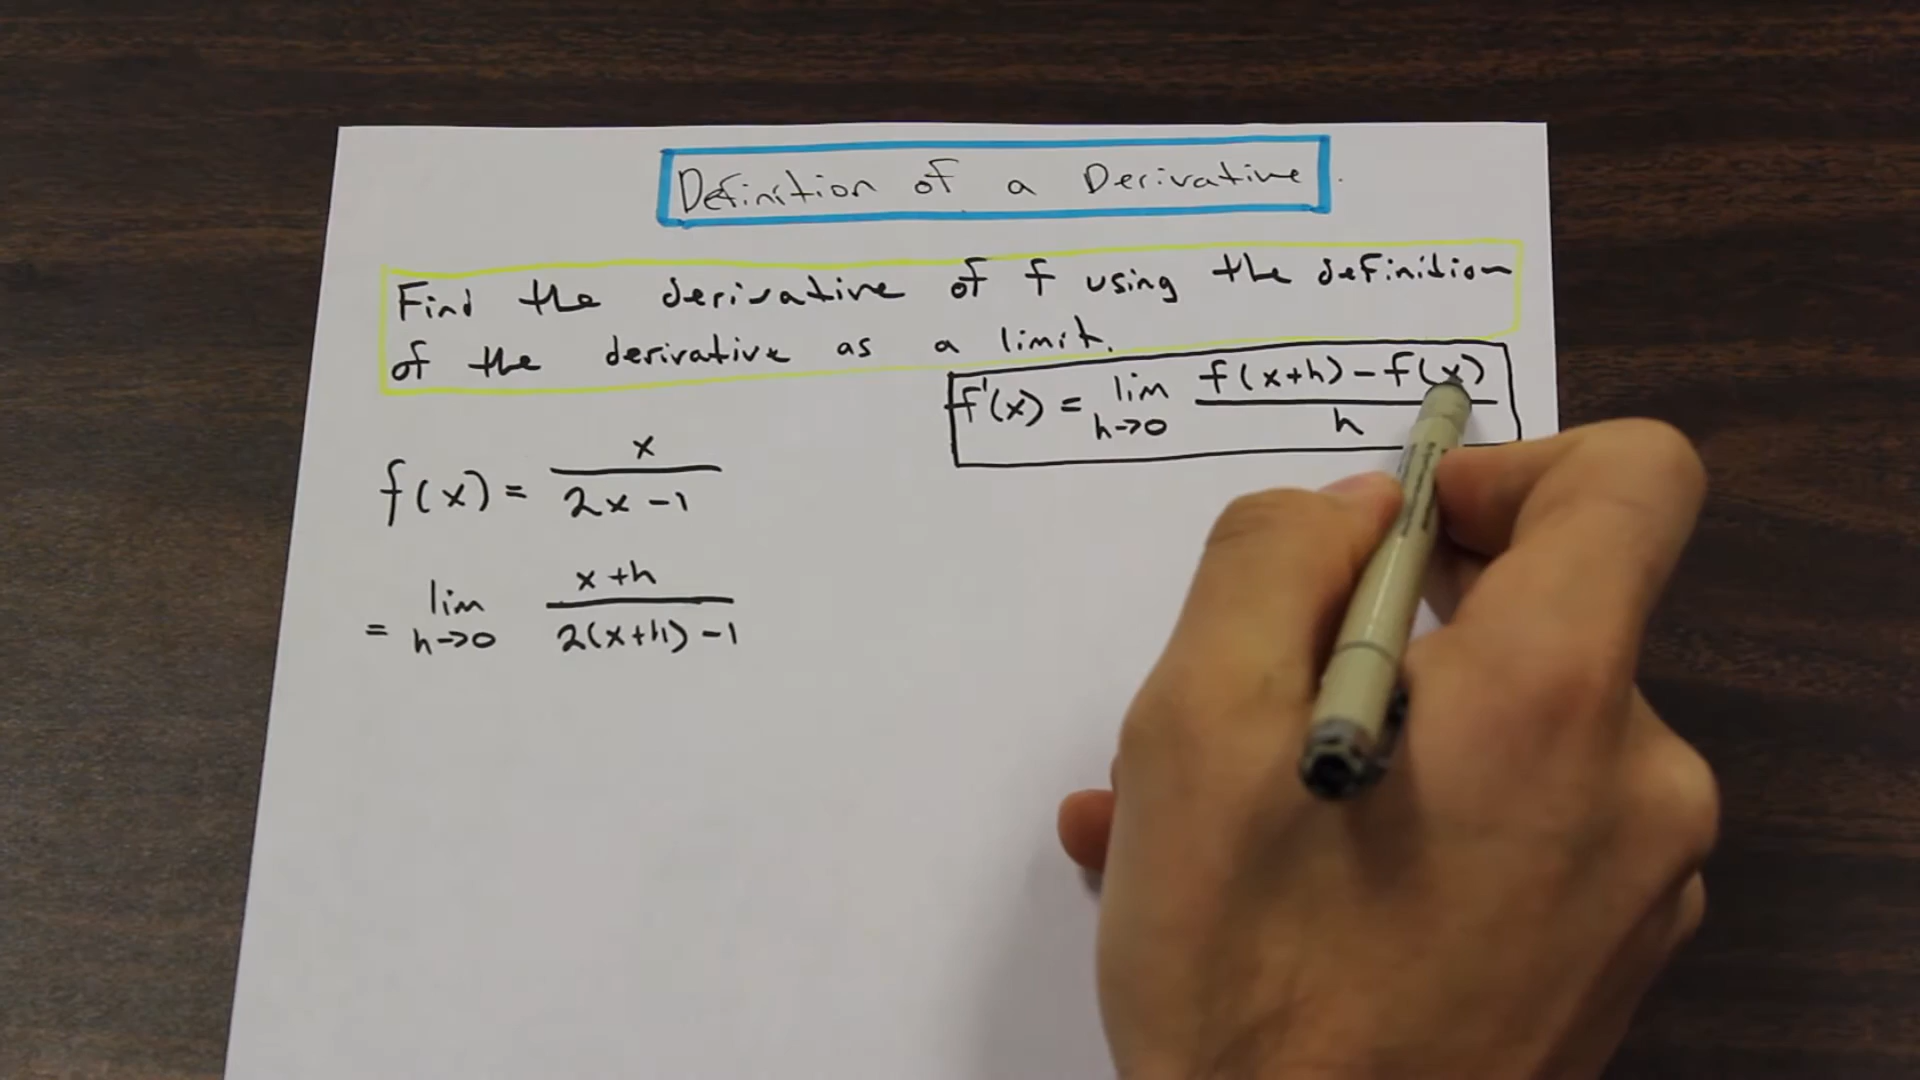 Definition of a Derivative
Find the derivative of f using the definition
of the derivative as a limit.
f'(x) = lim h→0 f(x+h) - f(x) / h
f(x) = x / 2x - 1
= lim h→0 x + h / 2(x+h) - 1